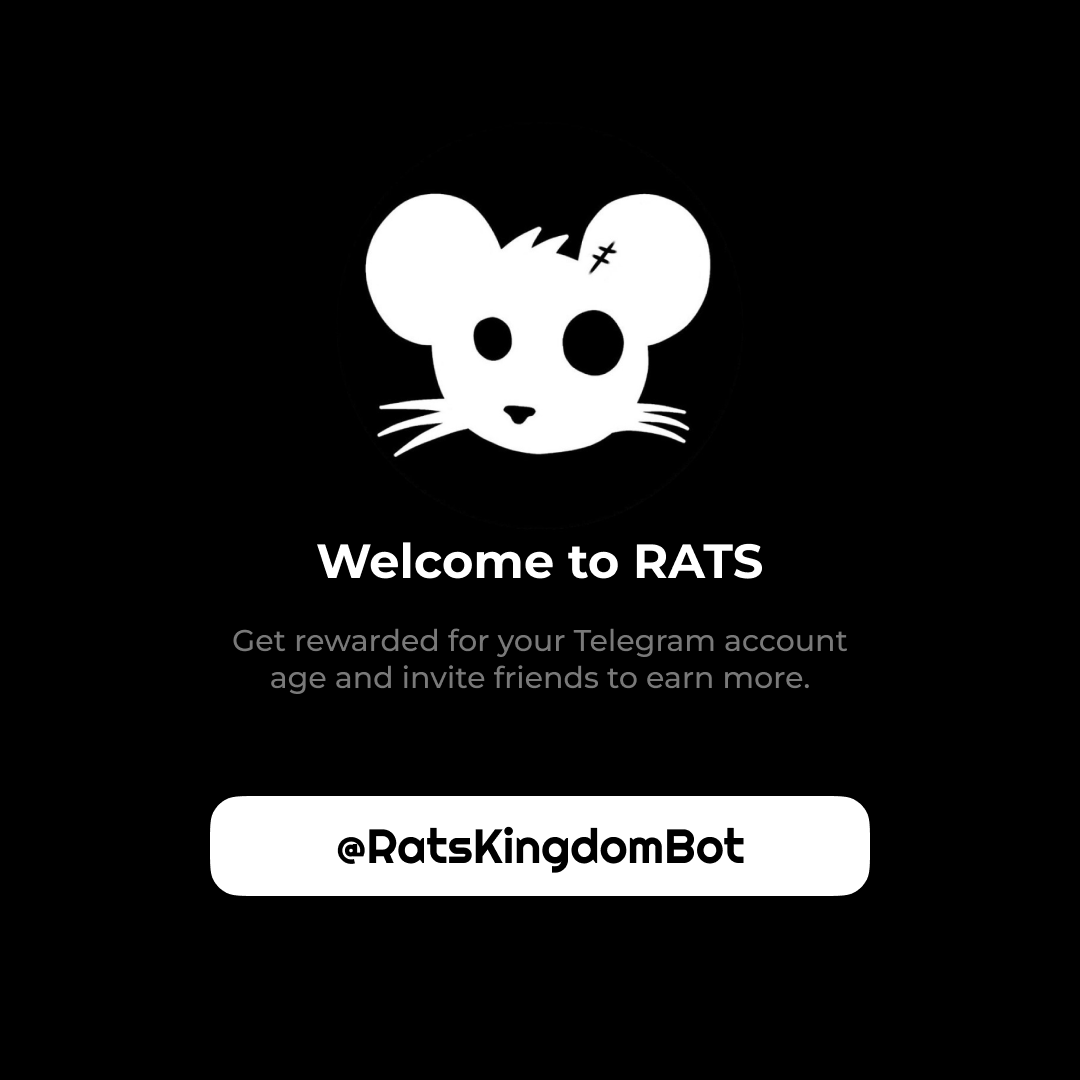 Welcome to RATS
Get rewarded for your Telegram account
age and invite friends to earn more.
@RatsKingdomBot